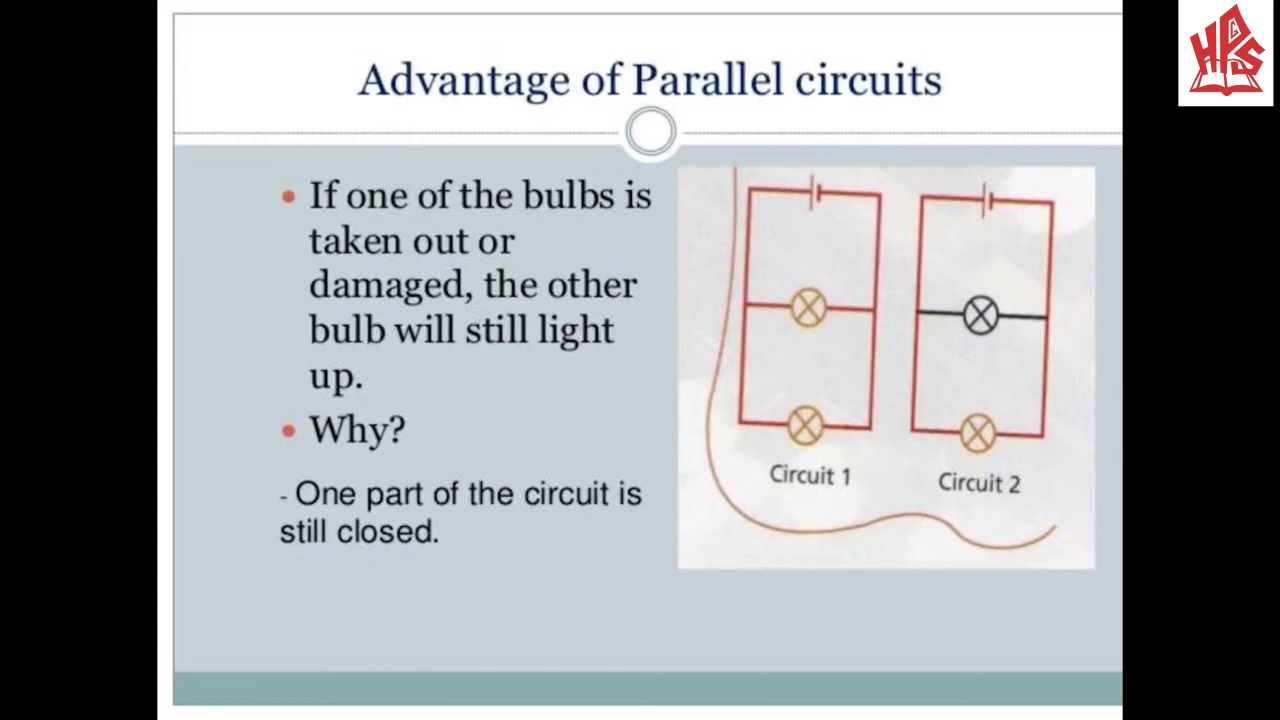 Advantage of Parallel circuits
HPS
• If one of the bulbs is
taken out or
damaged, the other
bulb will still light
up.
• Why?
- One part of the circuit is
still closed.
Circuit 1
Circuit 2